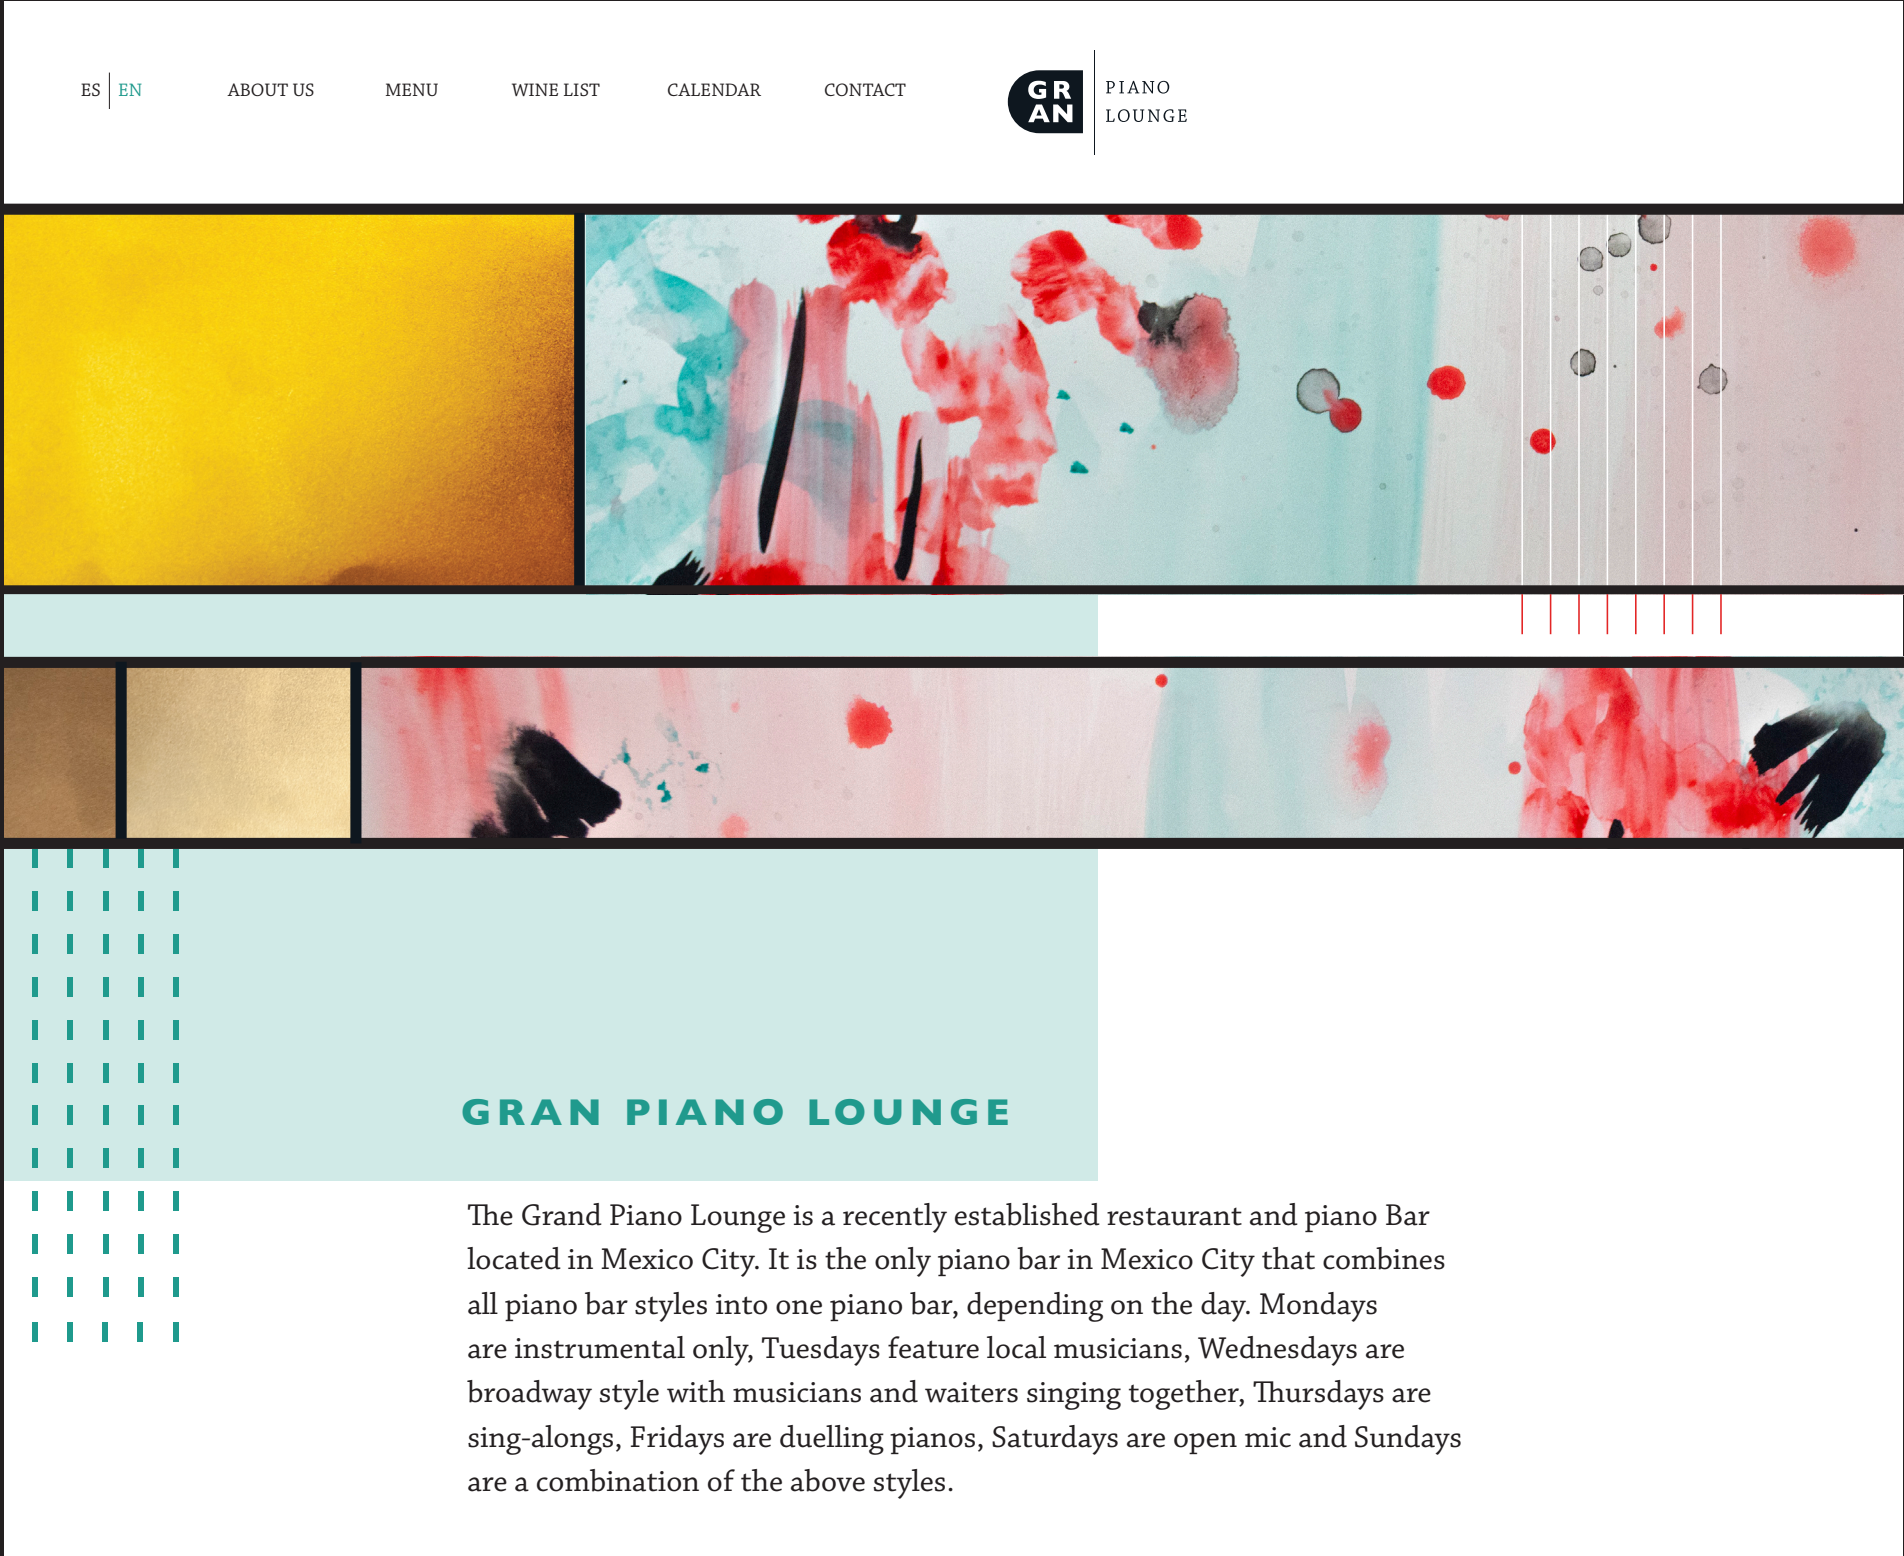 ES EN ABOUT US MENU WINE LIST CALENDAR CONTACT
GR
AN
PIANO
LOUNGE
GRAN PIANO LOUNGE
The Grand Piano Lounge is a recently established restaurant and piano Bar
located in Mexico City. It is the only piano bar in Mexico City that combines
all piano bar styles into one piano bar, depending on the day. Mondays
are instrumental only, Tuesdays feature local musicians, Wednesdays are
broadway style with musicians and waiters singing together, Thursdays are
sing-alongs, Fridays are duelling pianos, Saturdays are open mic and Sundays
are a combination of the above styles.